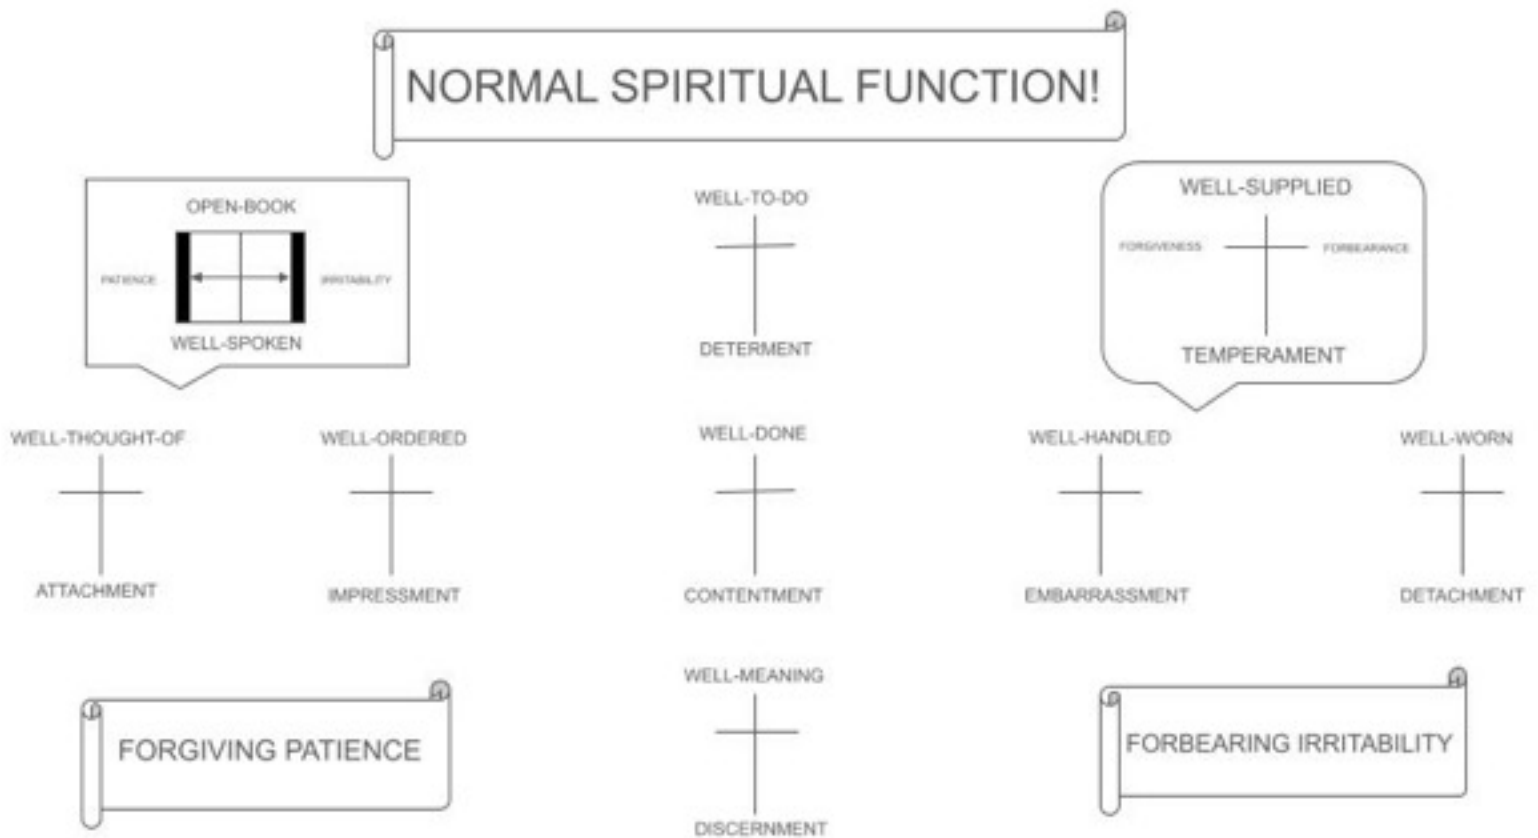 NORMAL SPIRITUAL FUNCTION!
OPEN-BOOK
PATIENCE IRRITABILITY
WELL-SPOKEN
WELL-TO-DO
DETERMENT
WELL-SUPPLIED
FORGIVENESS FORBEARANCE
TEMPERAMENT
WELL-THOUGHT-OF WELL-ORDERED WELL-DONE WELL-HANDLED WELL-WORN
ATTACHMENT IMPRESSMENT CONTENTMENT EMBARRASSMENT DETACHMENT
WELL-MEANING
FORGIVING PATIENCE
FORBEARING IRRITABILITY
DISCERNMENT